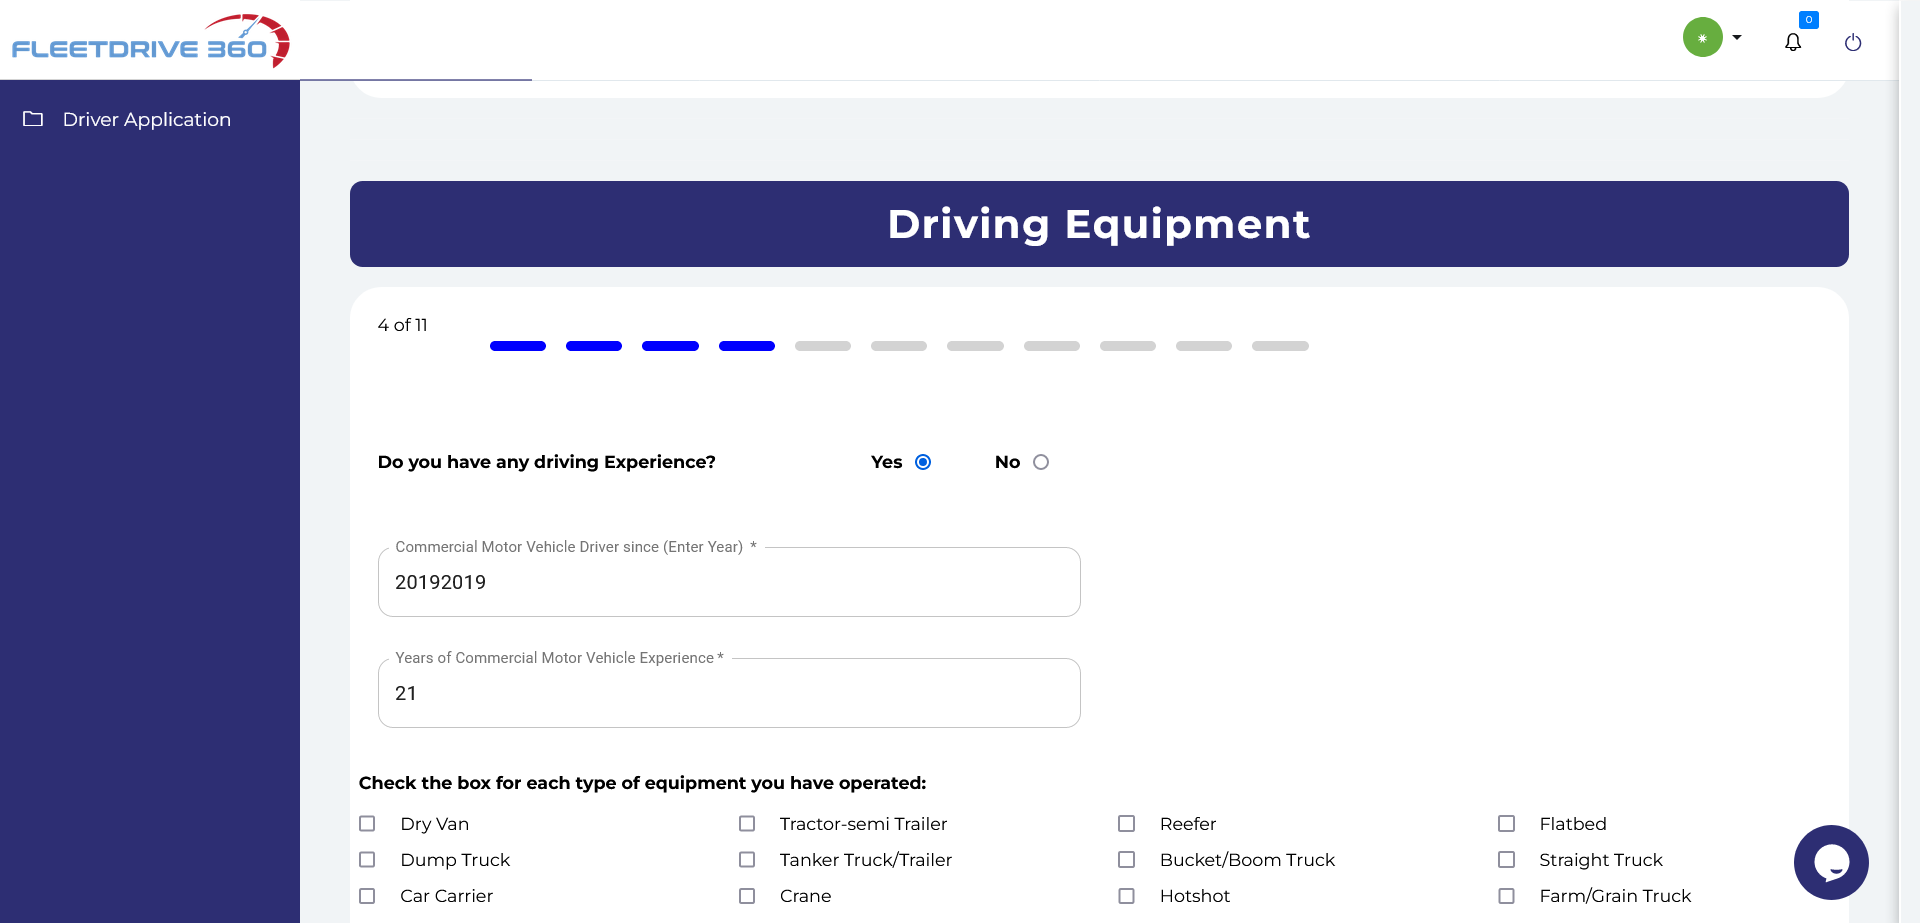 FLEETDRIVE 360
0
Driver Application
Driving Equipment
4 of 11
Do you have any driving Experience? Yes No
Commercial Motor Vehicle Driver since (Enter Year) *
20192019
Years of Commercial Motor Vehicle Experience *
21
Check the box for each type of equipment you have operated:
Dry Van Tractor-semi Trailer Reefer Flatbed
Dump Truck Tanker Truck/Trailer Bucket/Boom Truck Straight Truck
Car Carrier Crane Hotshot Farm/Grain Truck